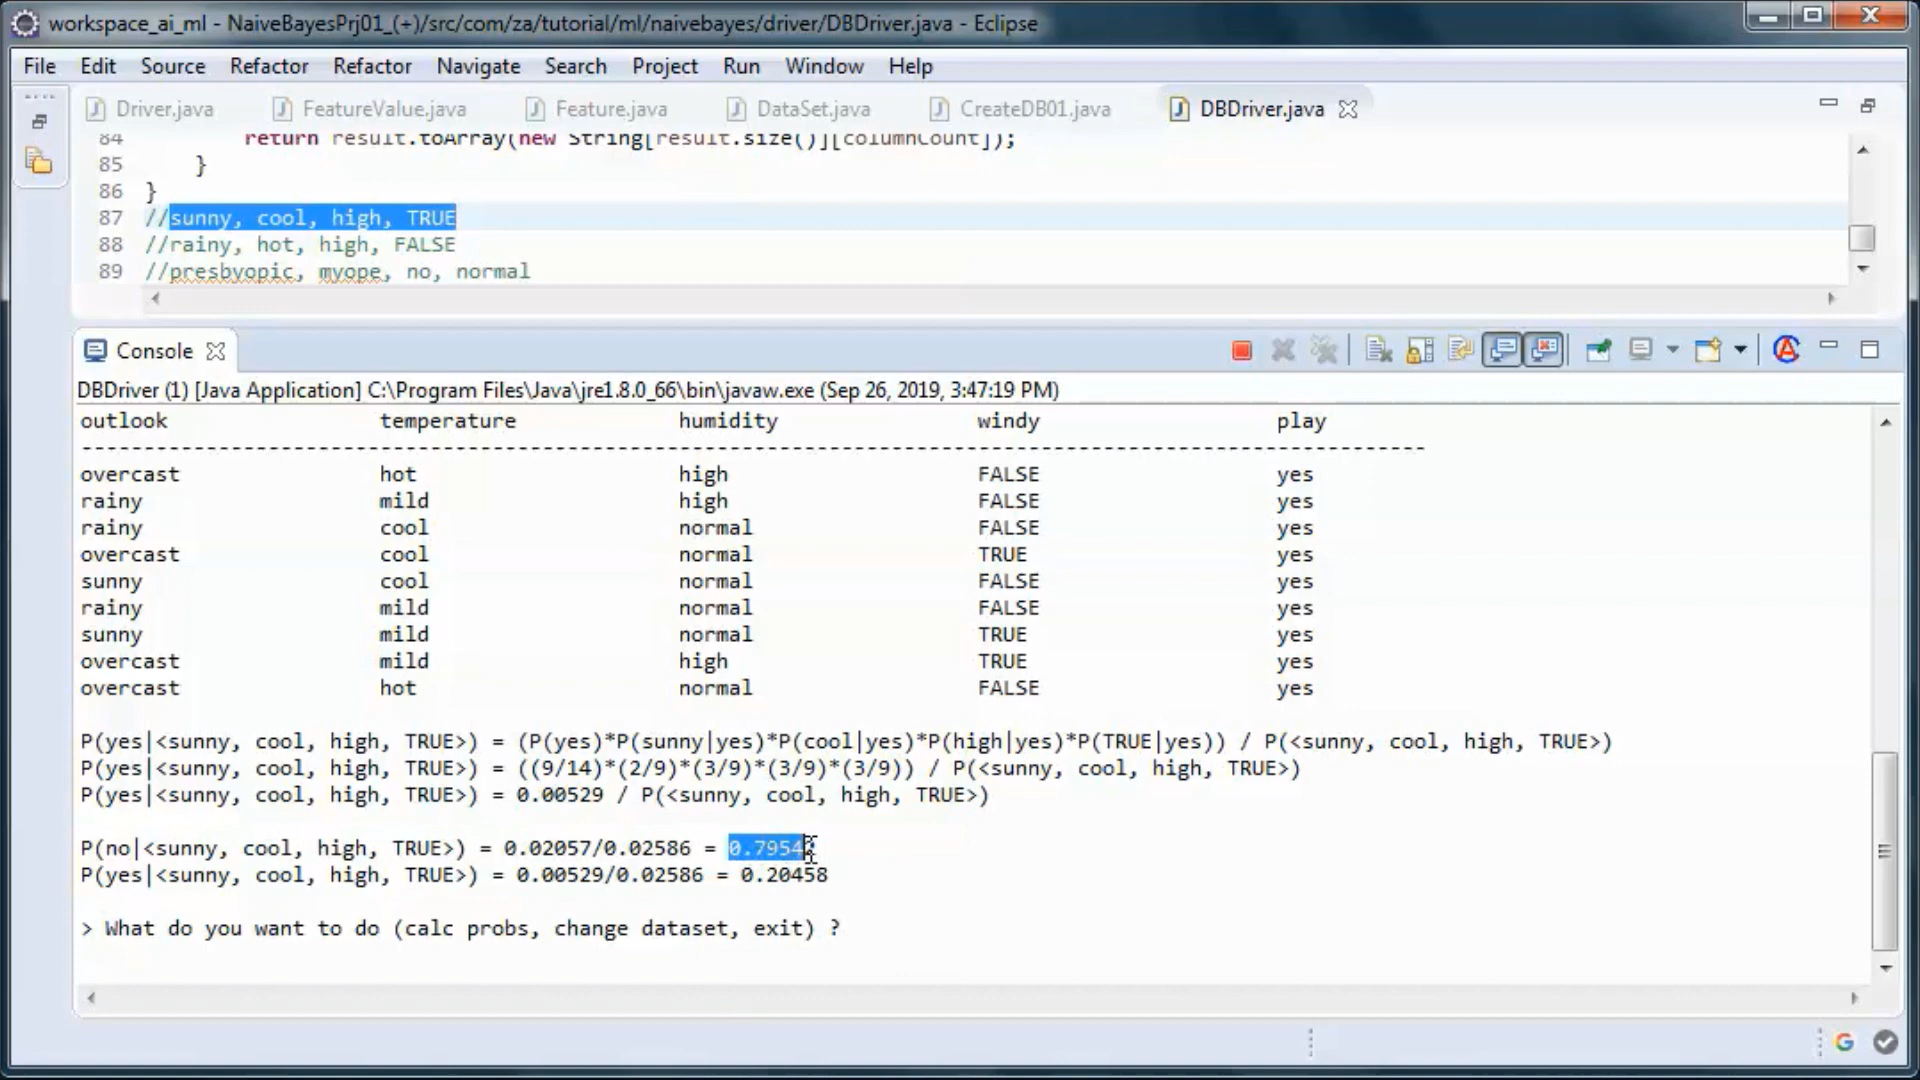 workspace_ai_ml - NaiveBayesPrj01_(+)/src/com/za/tutorial/ml/naivebayes/driver/DBDriver.java - Eclipse
File Edit Source Refactor Refactor Navigate Search Project Run Window Help
Driver.java FeatureValue.java Feature.java DataSet.java CreateDB01.java DBDriver.java
84 return result.toArray(new String[result.size()][columnCount]);
85 }
86 }
87 //sunny, cool, high, TRUE
88 //rainy, hot, high, FALSE
89 //presbyopic, myope, no, normal
Console
DBDriver (1) [Java Application] C:\Program Files\Java\jre1.8.0_66\bin\javaw.exe (Sep 26, 2019, 3:47:19 PM)
outlook temperature humidity windy play
--------------------------------------------------------------------------------------------
overcast hot high FALSE yes
rainy mild high FALSE yes
rainy cool normal FALSE yes
overcast cool normal TRUE yes
sunny cool normal FALSE yes
rainy mild normal FALSE yes
sunny mild normal TRUE yes
overcast mild high TRUE yes
overcast hot normal FALSE yes
P(yes|<sunny, cool, high, TRUE>) = (P(yes)*P(sunny|yes)*P(cool|yes)*P(high|yes)*P(TRUE|yes)) / P(<sunny, cool, high, TRUE>)
P(yes|<sunny, cool, high, TRUE>) = ((9/14)*(2/9)*(3/9)*(3/9)*(3/9)) / P(<sunny, cool, high, TRUE>)
P(yes|<sunny, cool, high, TRUE>) = 0.00529 / P(<sunny, cool, high, TRUE>)
P(no|<sunny, cool, high, TRUE>) = 0.02057/0.02586 =
P(yes|<sunny, cool, high, TRUE>) = 0.00529/0.02586 = 0.20458
> What do you want to do (calc probs, change dataset, exit) ?